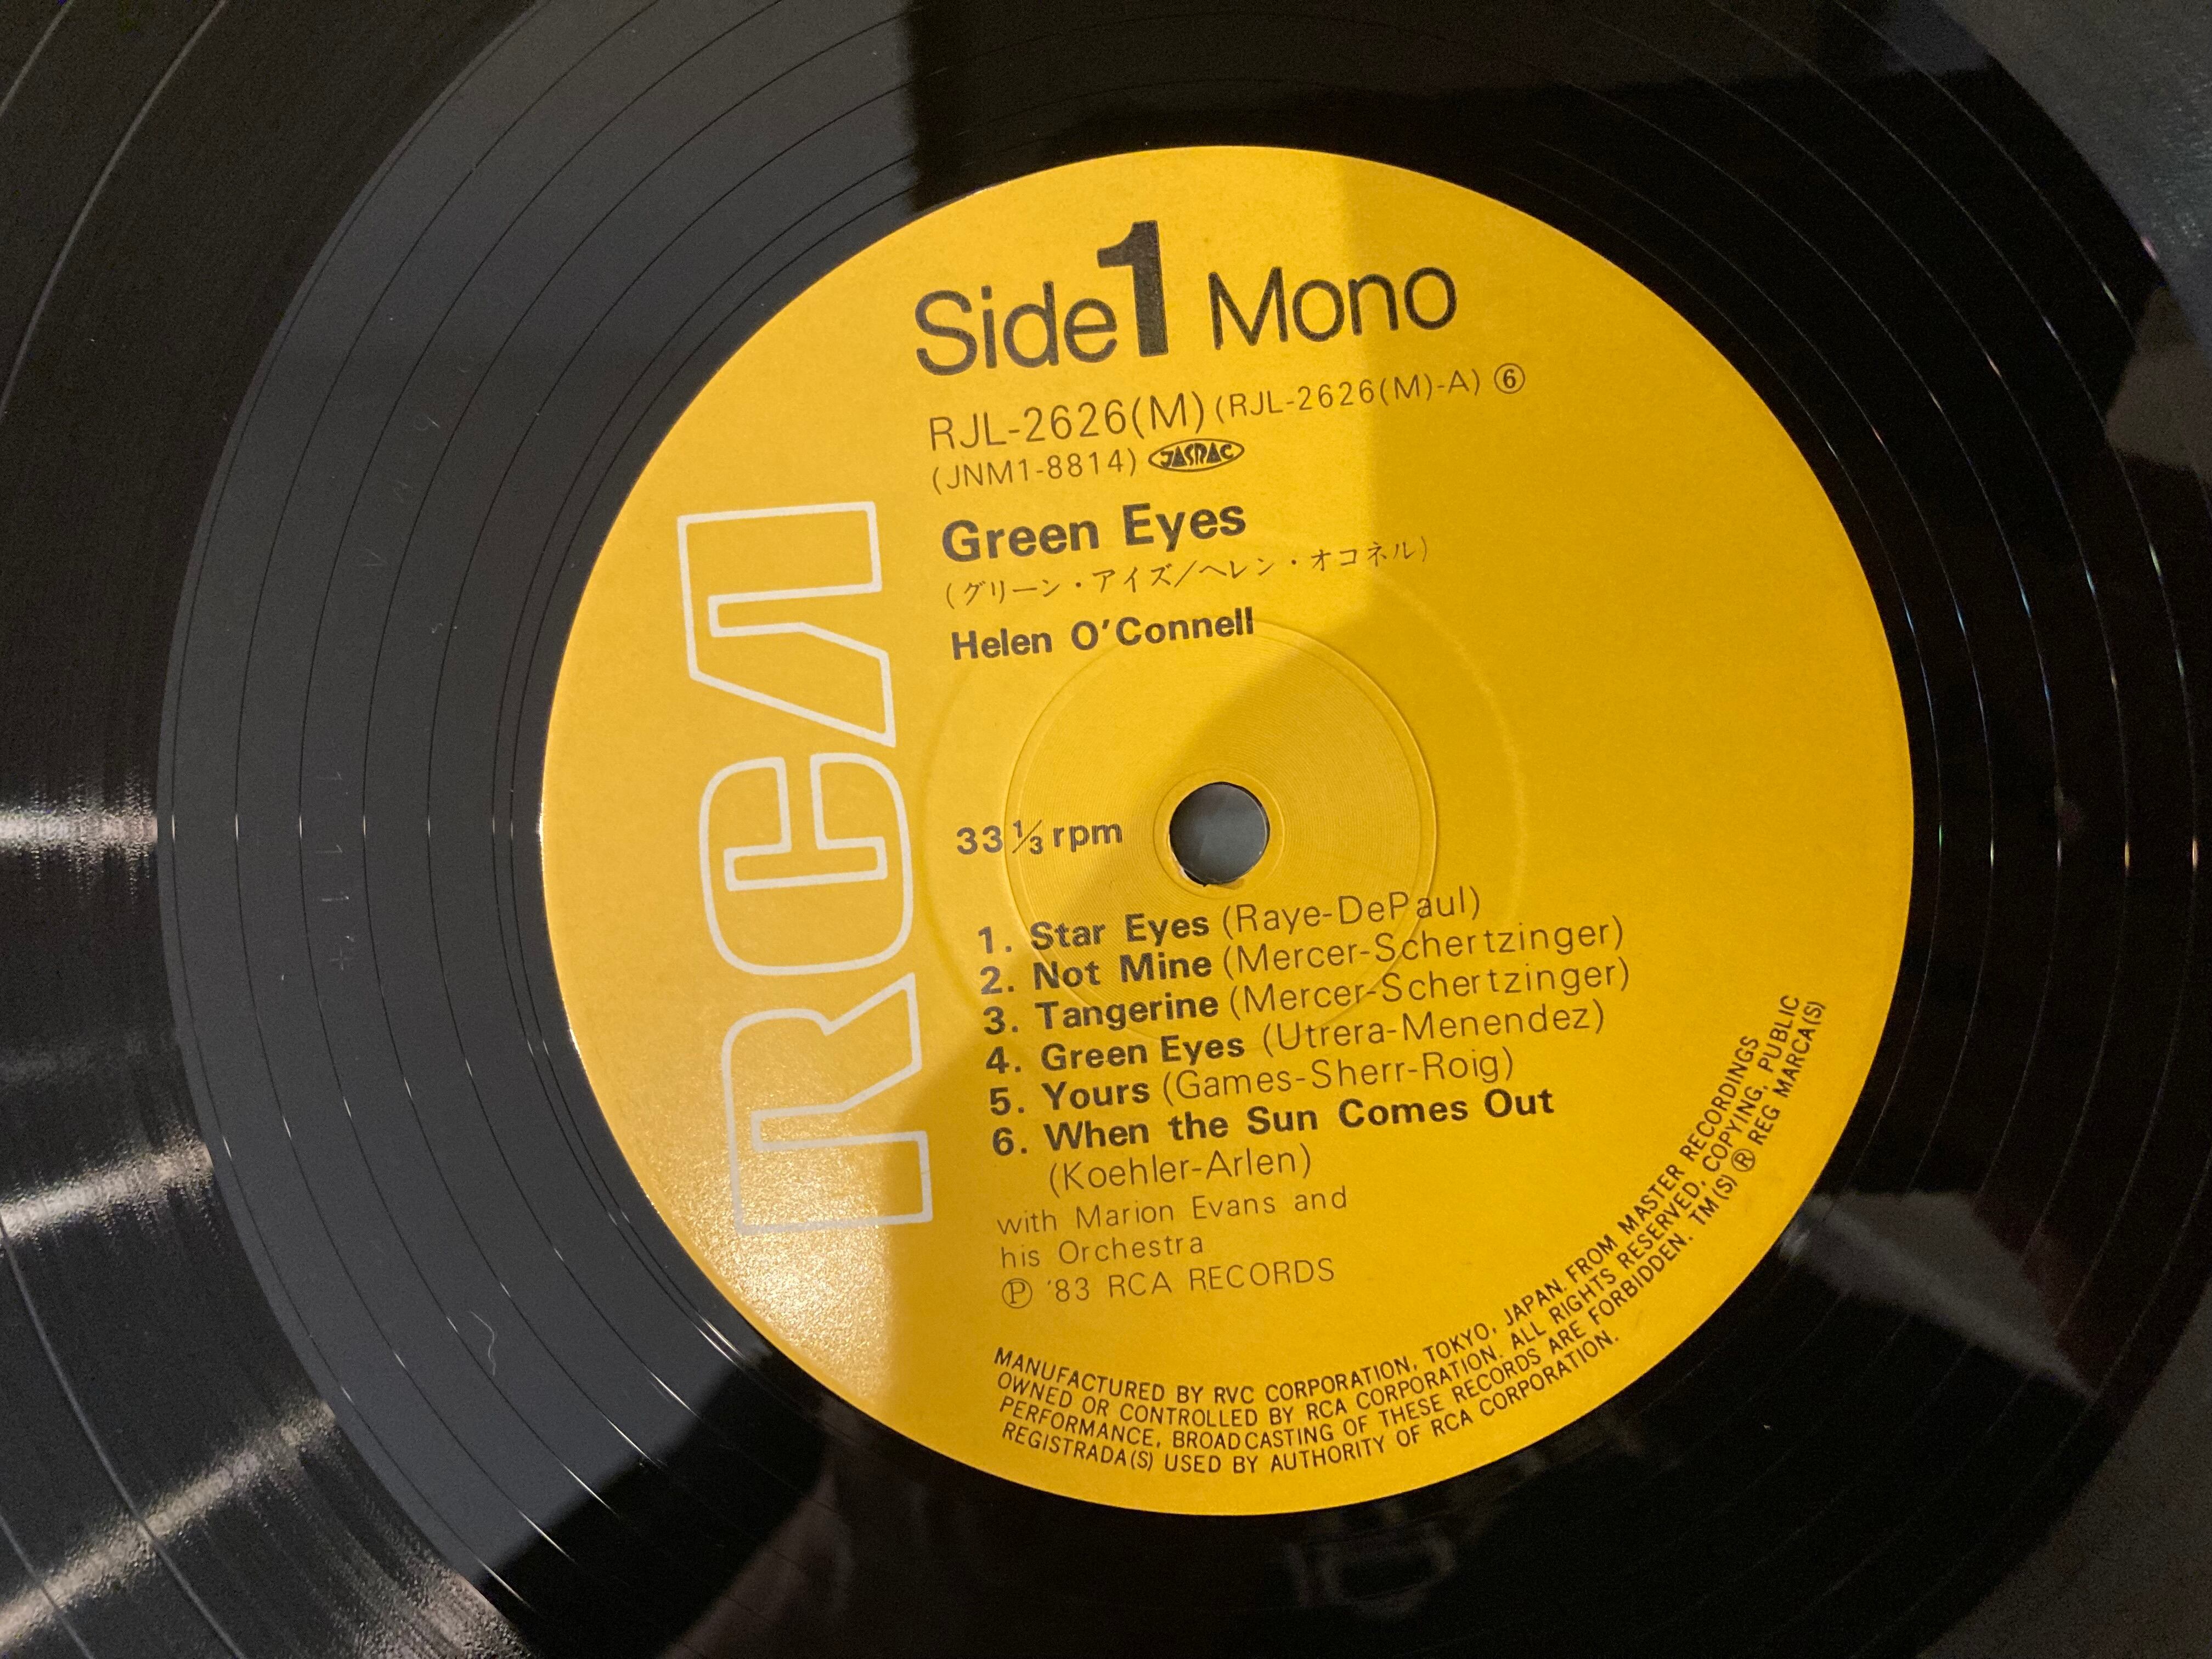 Side 1 Mono
RJL-2626(M) (RJL-2626(M)-A) ⑥
(JNM1-8814) JASRAC
Green Eyes
(グリーン・アイズ/ヘレン・オコネル)
Helen O'Connell
RCA
33 1/3 rpm
1. Star Eyes (Raye-DePaul)
2. Not Mine (Mercer-Schertzinger)
3. Tangerine (Mercer-Schertzinger)
4. Green Eyes (Utrera-Menendez)
5. Yours (Games-Sherr-Roig)
6. When the Sun Comes Out
(Koehler-Arlen)
with Marion Evans and
his Orchestra
Ⓟ '83 RCA RECORDS
MANUFACTURED BY RVC CORPORATION, TOKYO, JAPAN. FROM MASTER RECORDINGS
OWNED OR CONTROLLED BY RCA CORPORATION. ALL RIGHTS RESERVED, COPYING, PUBLIC
PERFORMANCE, BROADCASTING OF THESE RECORDS ARE FORBIDDEN. TM(S) ® REG MARCA(S)
REGISTRADA(S) USED BY AUTHORITY OF RCA CORPORATION.